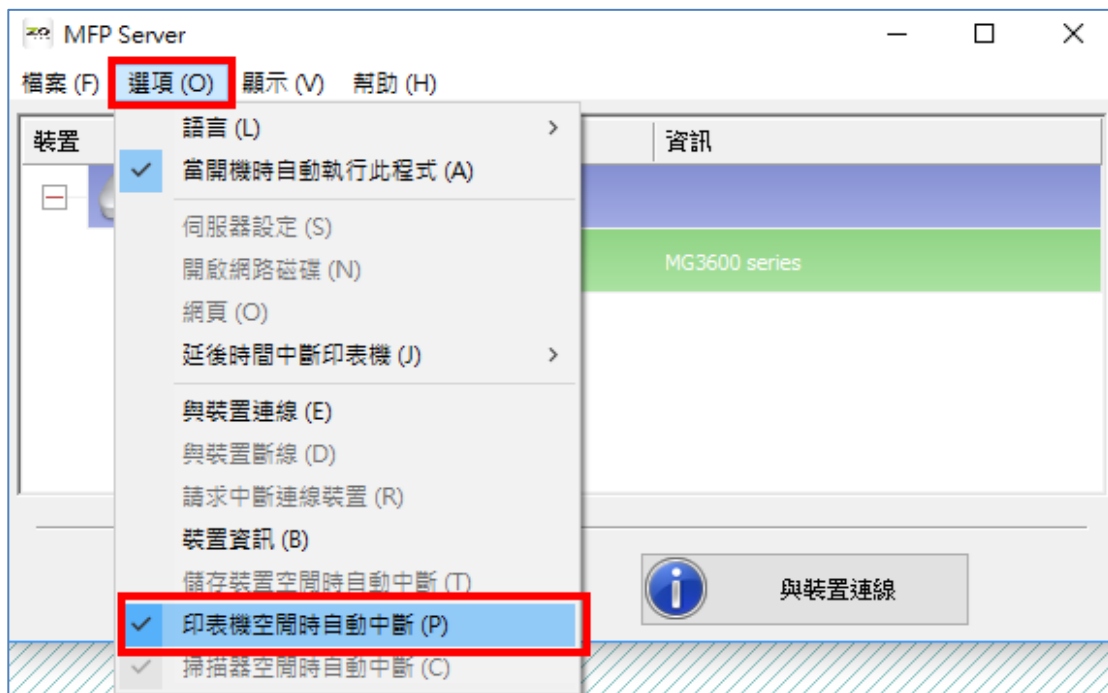 MFP Server
檔案 (F) 選項 (O) 顯示 (V) 幫助 (H)
裝置 資訊
語言 (L)
當開機時自動執行此程式 (A)
伺服器設定 (S)
開啟網路磁碟 (N)
MG3600 series
網頁 (O)
延後時間中斷印表機 (J)
與裝置連線 (E)
與裝置斷線 (D)
請求中斷連線裝置 (R)
裝置資訊 (B)
儲存裝置空閒時自動中斷 (T)
與裝置連線
印表機空閒時自動中斷 (P)
掃描器空閒時自動中斷 (C)